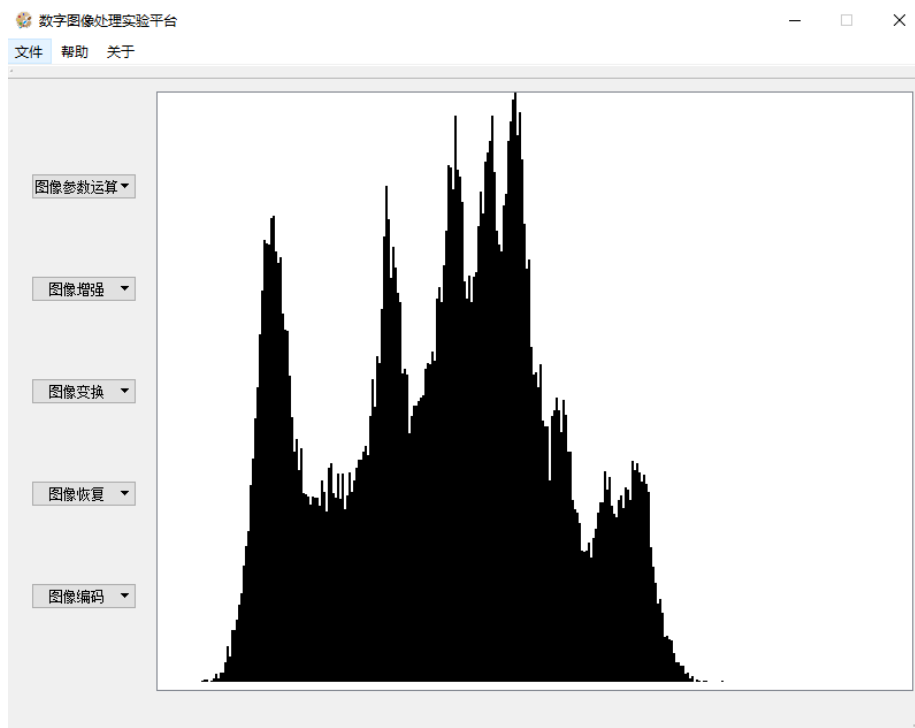 数字图像处理实验平台
文件 帮助 关于
图像参数运算
图像增强
图像变换
图像恢复
图像编码